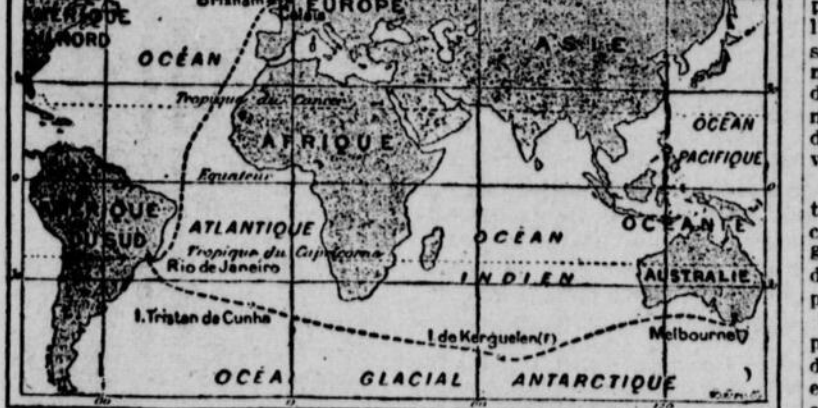 EUROPE
Calais
AMÉRIQUE
DU NORD
ASIE
OCÉAN
Tropique du Cancer
OCÉAN
AFRIQUE
PACIFIQUE
Equateur
AMÉRIQUE
DU SUD
ATLANTIQUE
OCÉAN
OCÉANIE
Tropique du Capricorne
Rio de Janeiro
INDIEN
AUSTRALIE
I. Tristan de Cunha
I de Kerguelen (F)
Melbourne
OCÉA GLACIAL ANTARCTIQUE